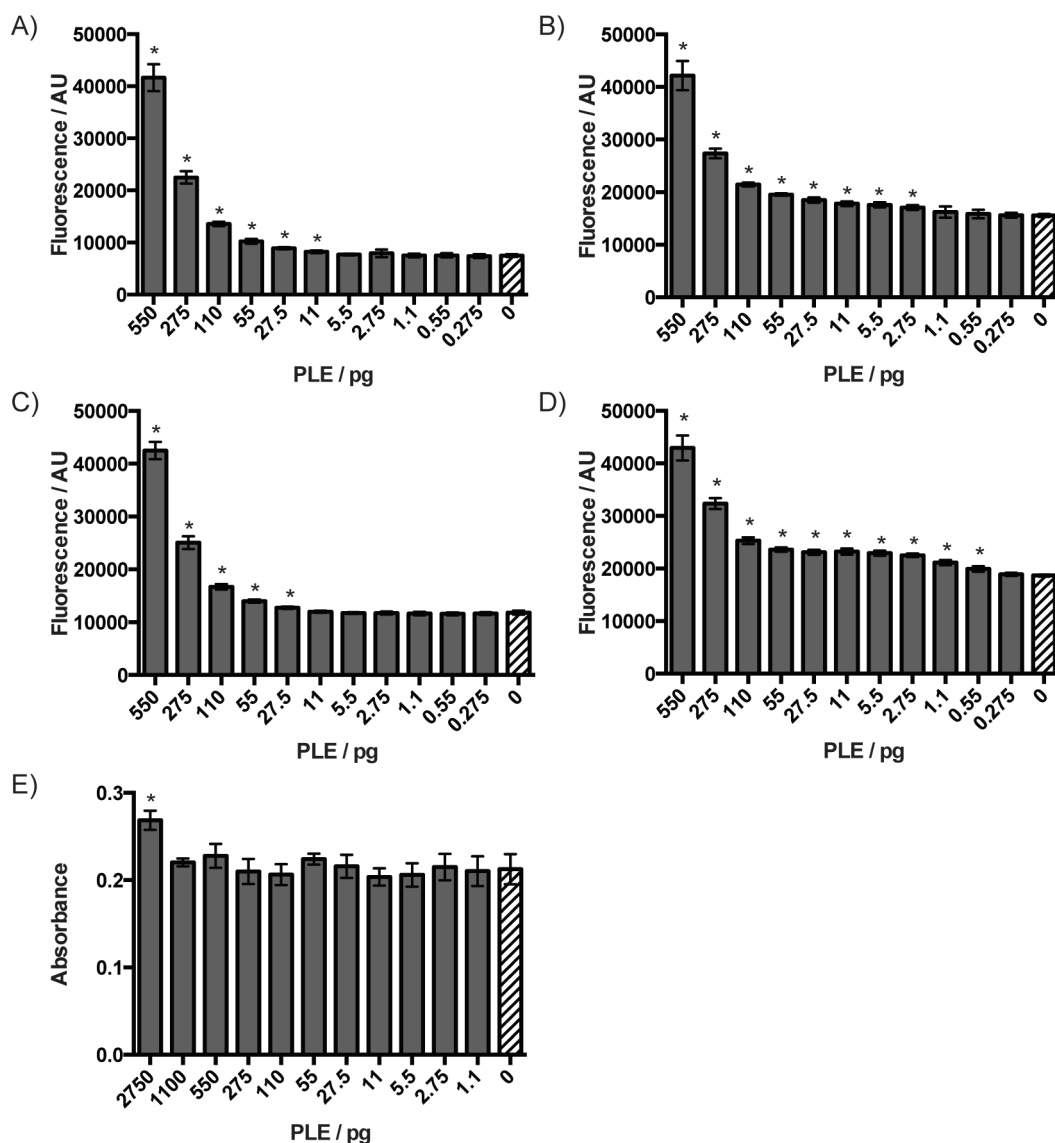 A)
Fluorescence / AU
50000
40000
30000
20000
10000
0
* * * * * *
550 275 110 55 27.5 11 5.5 2.75 1.1 0.55 0.275 0
PLE / pg
B)
Fluorescence / AU
50000
40000
30000
20000
10000
0
* * * * * * * *
550 275 110 55 27.5 11 5.5 2.75 1.1 0.55 0.275 0
PLE / pg
C)
Fluorescence / AU
50000
40000
30000
20000
10000
0
* * * * *
550 275 110 55 27.5 11 5.5 2.75 1.1 0.55 0.275 0
PLE / pg
D)
Fluorescence / AU
50000
40000
30000
20000
10000
0
* * * * * * * * * *
550 275 110 55 27.5 11 5.5 2.75 1.1 0.55 0.275 0
PLE / pg
E)
Absorbance
0.3
0.2
0.1
0.0
*
2750 1100 550 275 110 55 27.5 11 5.5 2.75 1.1 0
PLE / pg